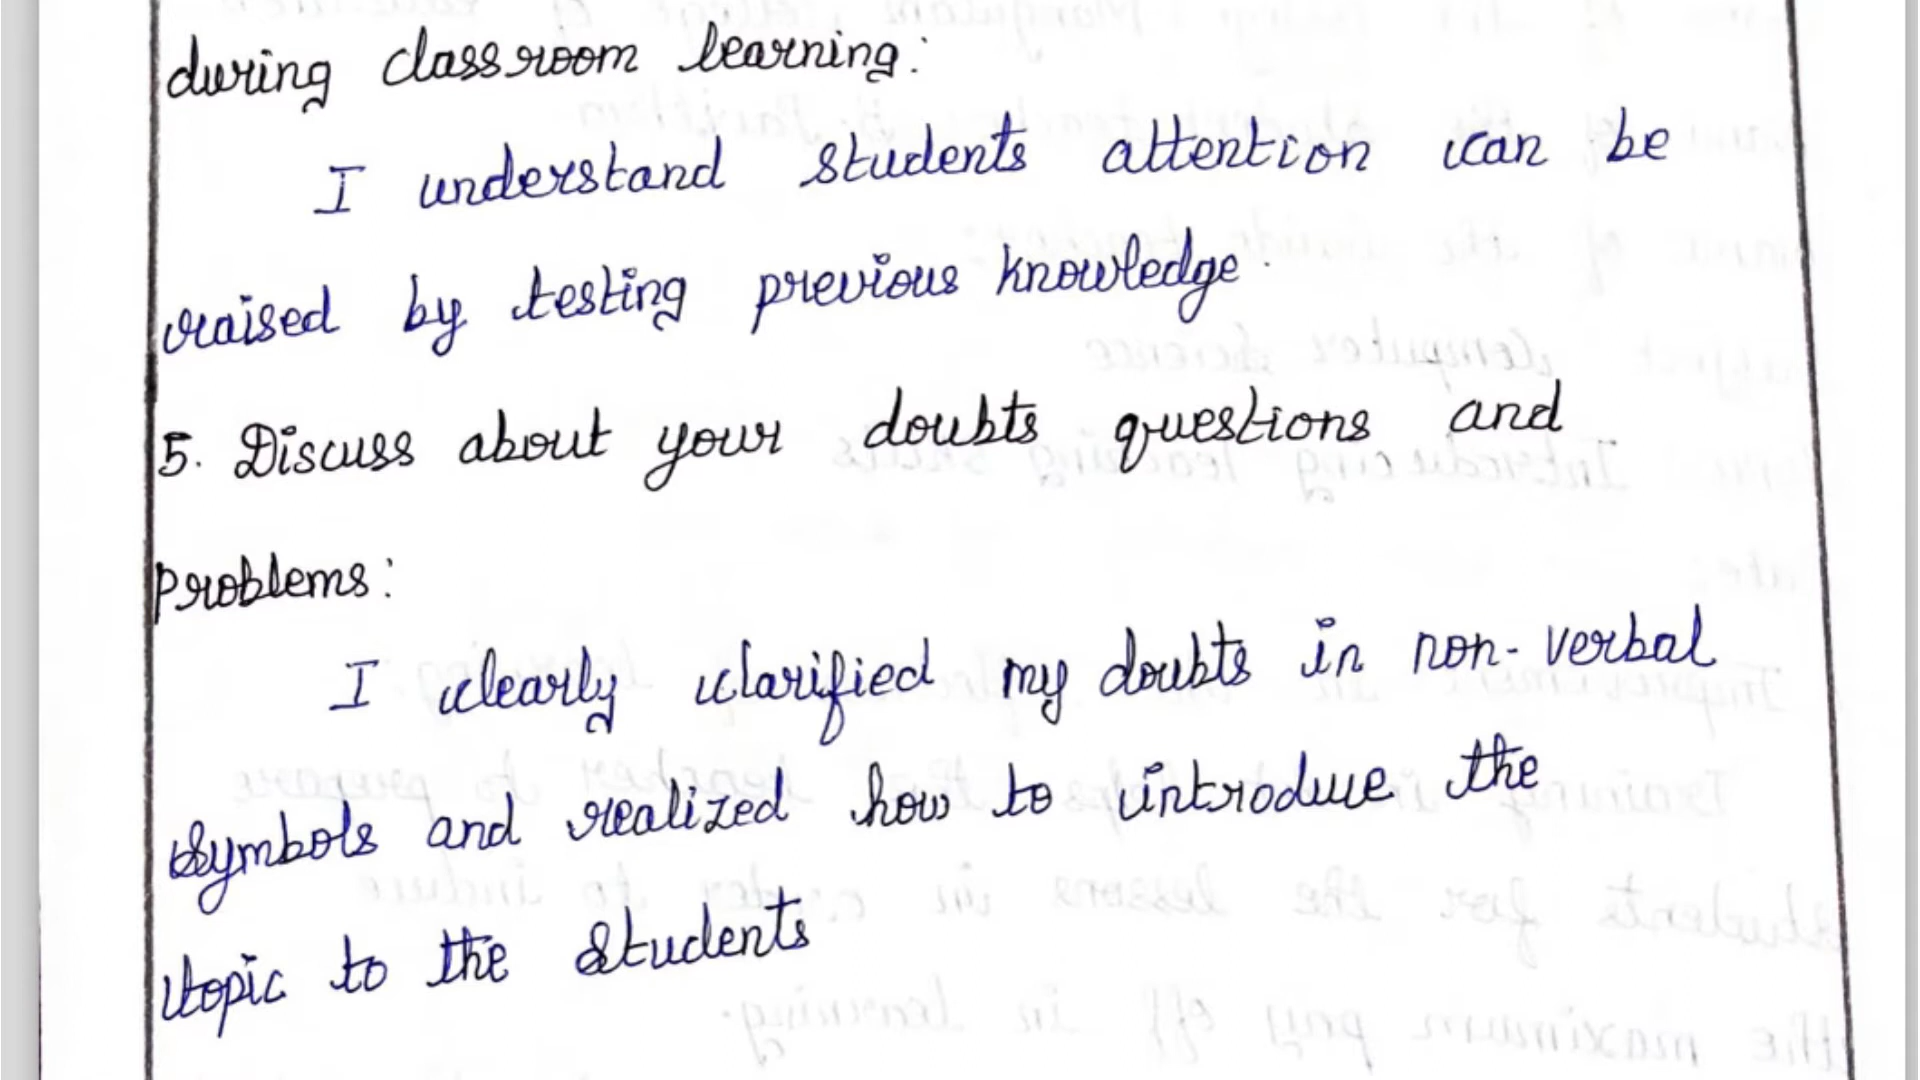 during classroom learning:
I understand students attention can be
raised by testing previous knowledge.
5. Discuss about your doubts questions and
problems:
I clearly clarified my doubts in non-verbal
symbols and realized how to introduce the
topic to the students